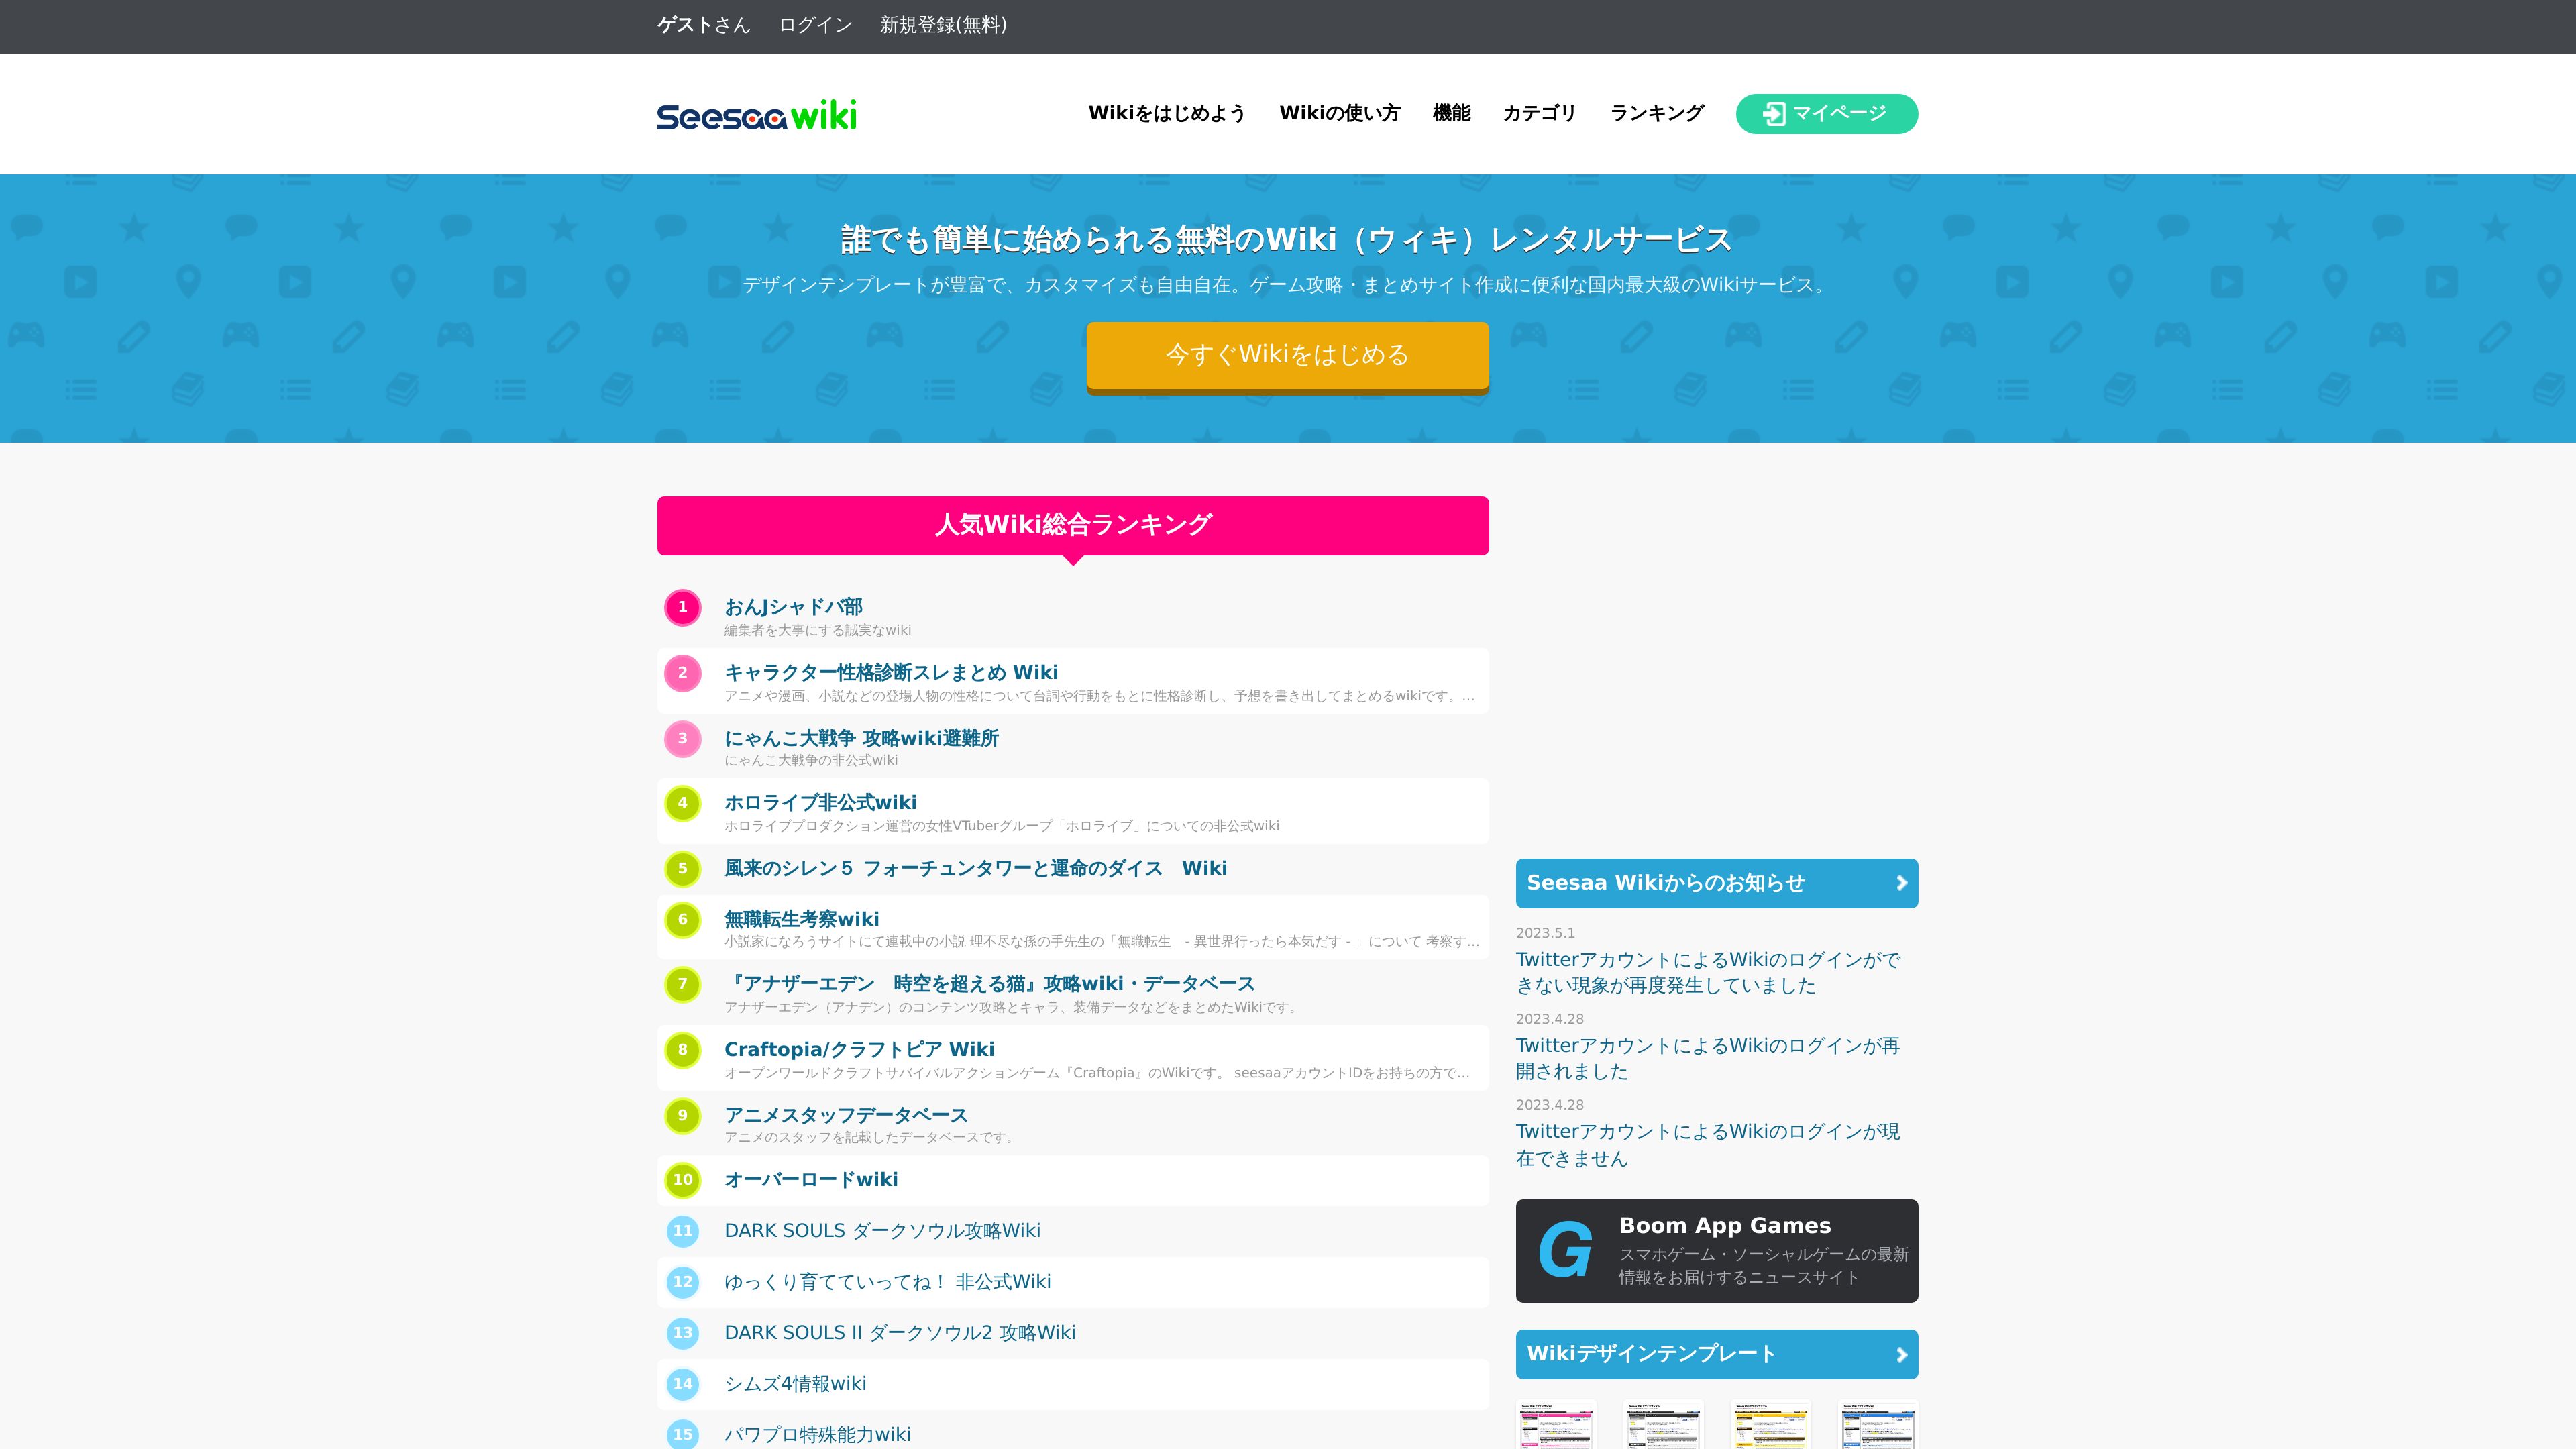 ゲストさん ログイン 新規登録(無料)
Seesaa wiki
Wikiをはじめよう Wikiの使い方 機能 カテゴリ ランキング マイページ
誰でも簡単に始められる無料のWiki（ウィキ）レンタルサービス
デザインテンプレートが豊富で、カスタマイズも自由自在。ゲーム攻略・まとめサイト作成に便利な国内最大級のWikiサービス。
今すぐWikiをはじめる
人気Wiki総合ランキング
1 おんJシャドバ部
編集者を大事にする誠実なwiki
2 キャラクター性格診断スレまとめ Wiki
アニメや漫画、小説などの登場人物の性格について台詞や行動をもとに性格診断し、予想を書き出してまとめるwikiです。...
3 にゃんこ大戦争 攻略wiki避難所
にゃんこ大戦争の非公式wiki
4 ホロライブ非公式wiki
ホロライブプロダクション運営の女性VTuberグループ「ホロライブ」についての非公式wiki
5 風来のシレン５ フォーチュンタワーと運命のダイス　Wiki
6 無職転生考察wiki
小説家になろうサイトにて連載中の小説 理不尽な孫の手先生の「無職転生　- 異世界行ったら本気だす - 」について 考察す...
7 『アナザーエデン　時空を超える猫』攻略wiki・データベース
アナザーエデン（アナデン）のコンテンツ攻略とキャラ、装備データなどをまとめたWikiです。
8 Craftopia/クラフトピア Wiki
オープンワールドクラフトサバイバルアクションゲーム『Craftopia』のWikiです。 seesaaアカウントIDをお持ちの方で...
9 アニメスタッフデータベース
アニメのスタッフを記載したデータベースです。
10 オーバーロードwiki
11 DARK SOULS ダークソウル攻略Wiki
12 ゆっくり育てていってね！ 非公式Wiki
13 DARK SOULS II ダークソウル2 攻略Wiki
14 シムズ4情報wiki
15 パワプロ特殊能力wiki
Seesaa Wikiからのお知らせ
2023.5.1
TwitterアカウントによるWikiのログインがで
きない現象が再度発生していました
2023.4.28
TwitterアカウントによるWikiのログインが再
開されました
2023.4.28
TwitterアカウントによるWikiのログインが現
在できません
G
Boom App Games
スマホゲーム・ソーシャルゲームの最新
情報をお届けするニュースサイト
Wikiデザインテンプレート